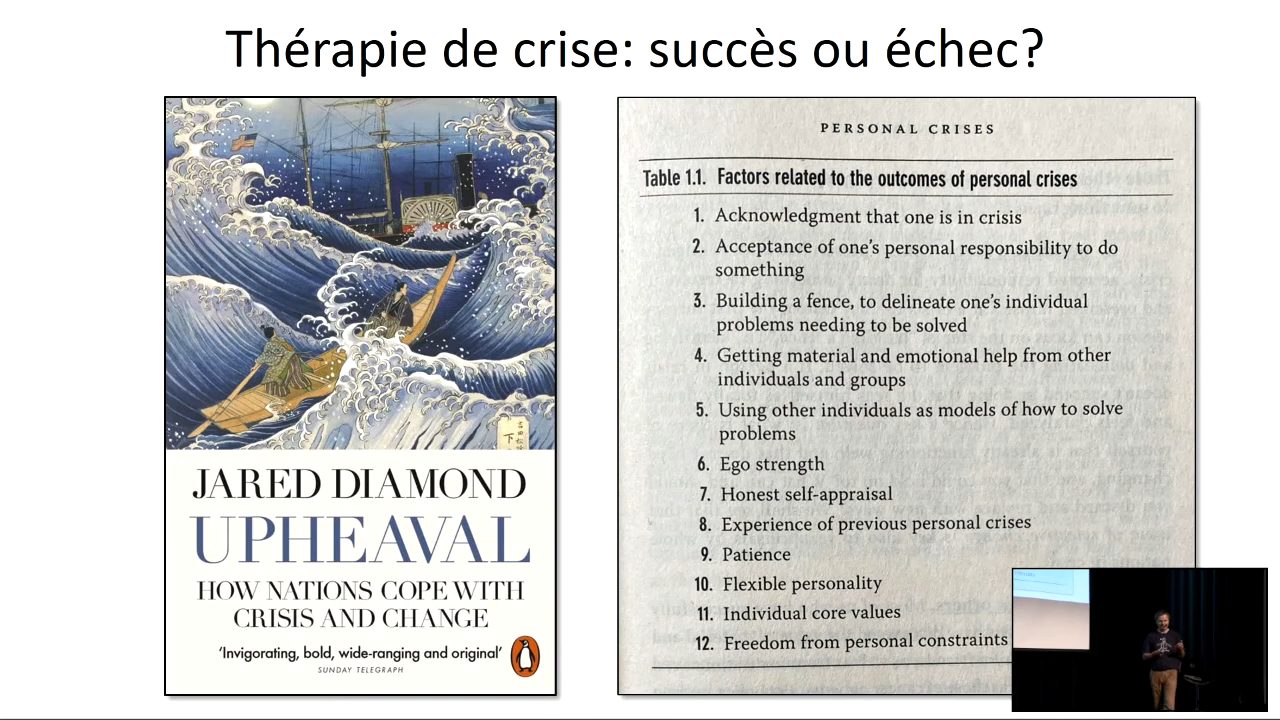 Thérapie de crise: succès ou échec?
JARED DIAMOND
UPHEAVAL
HOW NATIONS COPE WITH
CRISIS AND CHANGE
‘Invigorating, bold, wide-ranging and original’
SUNDAY TELEGRAPH
PERSONAL CRISES
Table 1.1. Factors related to the outcomes of personal crises
1. Acknowledgment that one is in crisis
2. Acceptance of one’s personal responsibility to do
something
3. Building a fence, to delineate one’s individual
problems needing to be solved
4. Getting material and emotional help from other
individuals and groups
5. Using other individuals as models of how to solve
problems
6. Ego strength
7. Honest self-appraisal
8. Experience of previous personal crises
9. Patience
10. Flexible personality
11. Individual core values
12. Freedom from personal constraints